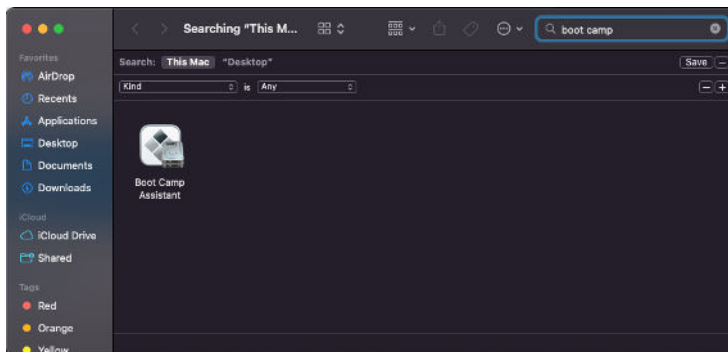 Searching "This M...
boot camp
Favorites
AirDrop
Recents
Applications
Desktop
Documents
Downloads
iCloud
iCloud Drive
Shared
Tags
Red
Orange
Yellow
Search: This Mac "Desktop"
Save
Kind is Any
Boot Camp
Assistant